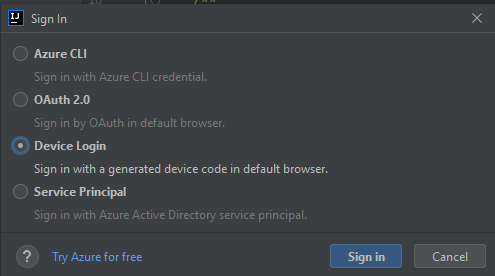 IJ Sign In
Azure CLI
Sign in with Azure CLI credential.
OAuth 2.0
Sign in by OAuth in default browser.
Device Login
Sign in with a generated device code in default browser.
Service Principal
Sign in with Azure Active Directory service principal.
? Try Azure for free Sign in Cancel